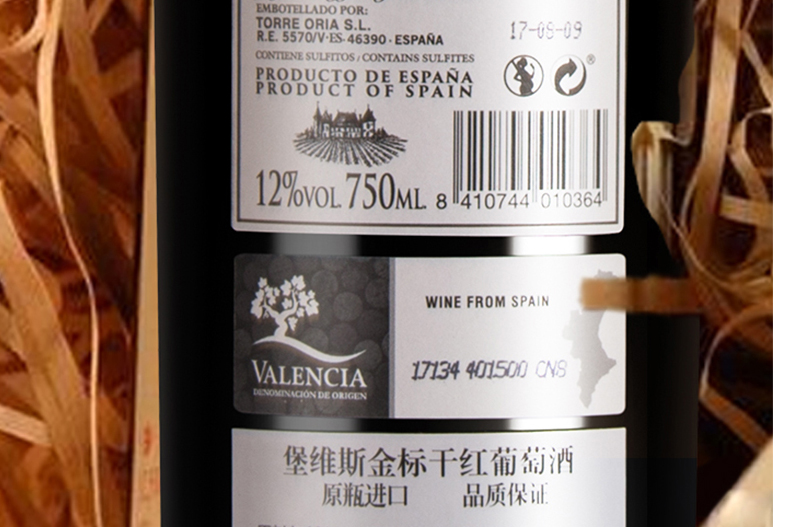 EMBOTELLADO POR:
TORRE ORIA S.L.
R.E. 5570/V-ES-46390 - ESPAÑA
17-08-09
CONTIENE SULFITOS / CONTAINS SULFITES
PRODUCTO DE ESPAÑA
PRODUCT OF SPAIN
®
12%VOL. 750ML.
8 410744 010364
WINE FROM SPAIN
VALENCIA
DENOMINACIÓN DE ORIGEN
17134 401500 CNS
堡维斯金标干红葡萄酒
原瓶进口 品质保证